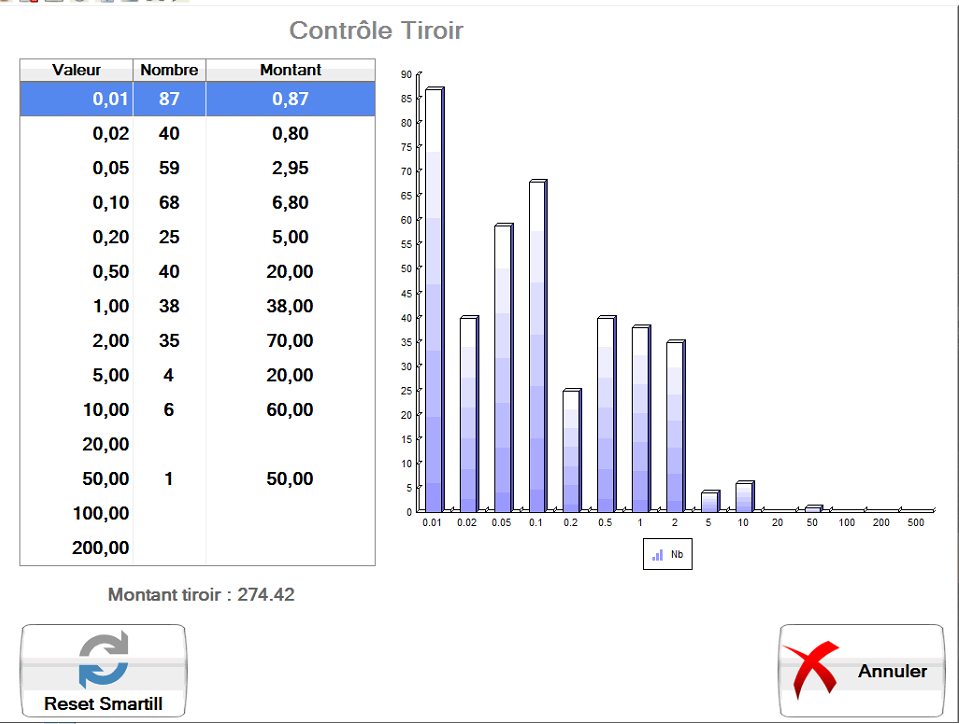 Contrôle Tiroir
Valeur Nombre Montant
0,01 87 0,87
0,02 40 0,80
0,05 59 2,95
0,10 68 6,80
0,20 25 5,00
0,50 40 20,00
1,00 38 38,00
2,00 35 70,00
5,00 4 20,00
10,00 6 60,00
20,00
50,00 1 50,00
100,00
200,00
90
85
80
75
70
65
60
55
50
45
40
35
30
25
20
15
10
5
0
0.01 0.02 0.05 0.1 0.2 0.5 1 2 5 10 20 50 100 200 500
Nb
Montant tiroir : 274.42
Reset Smartill
Annuler